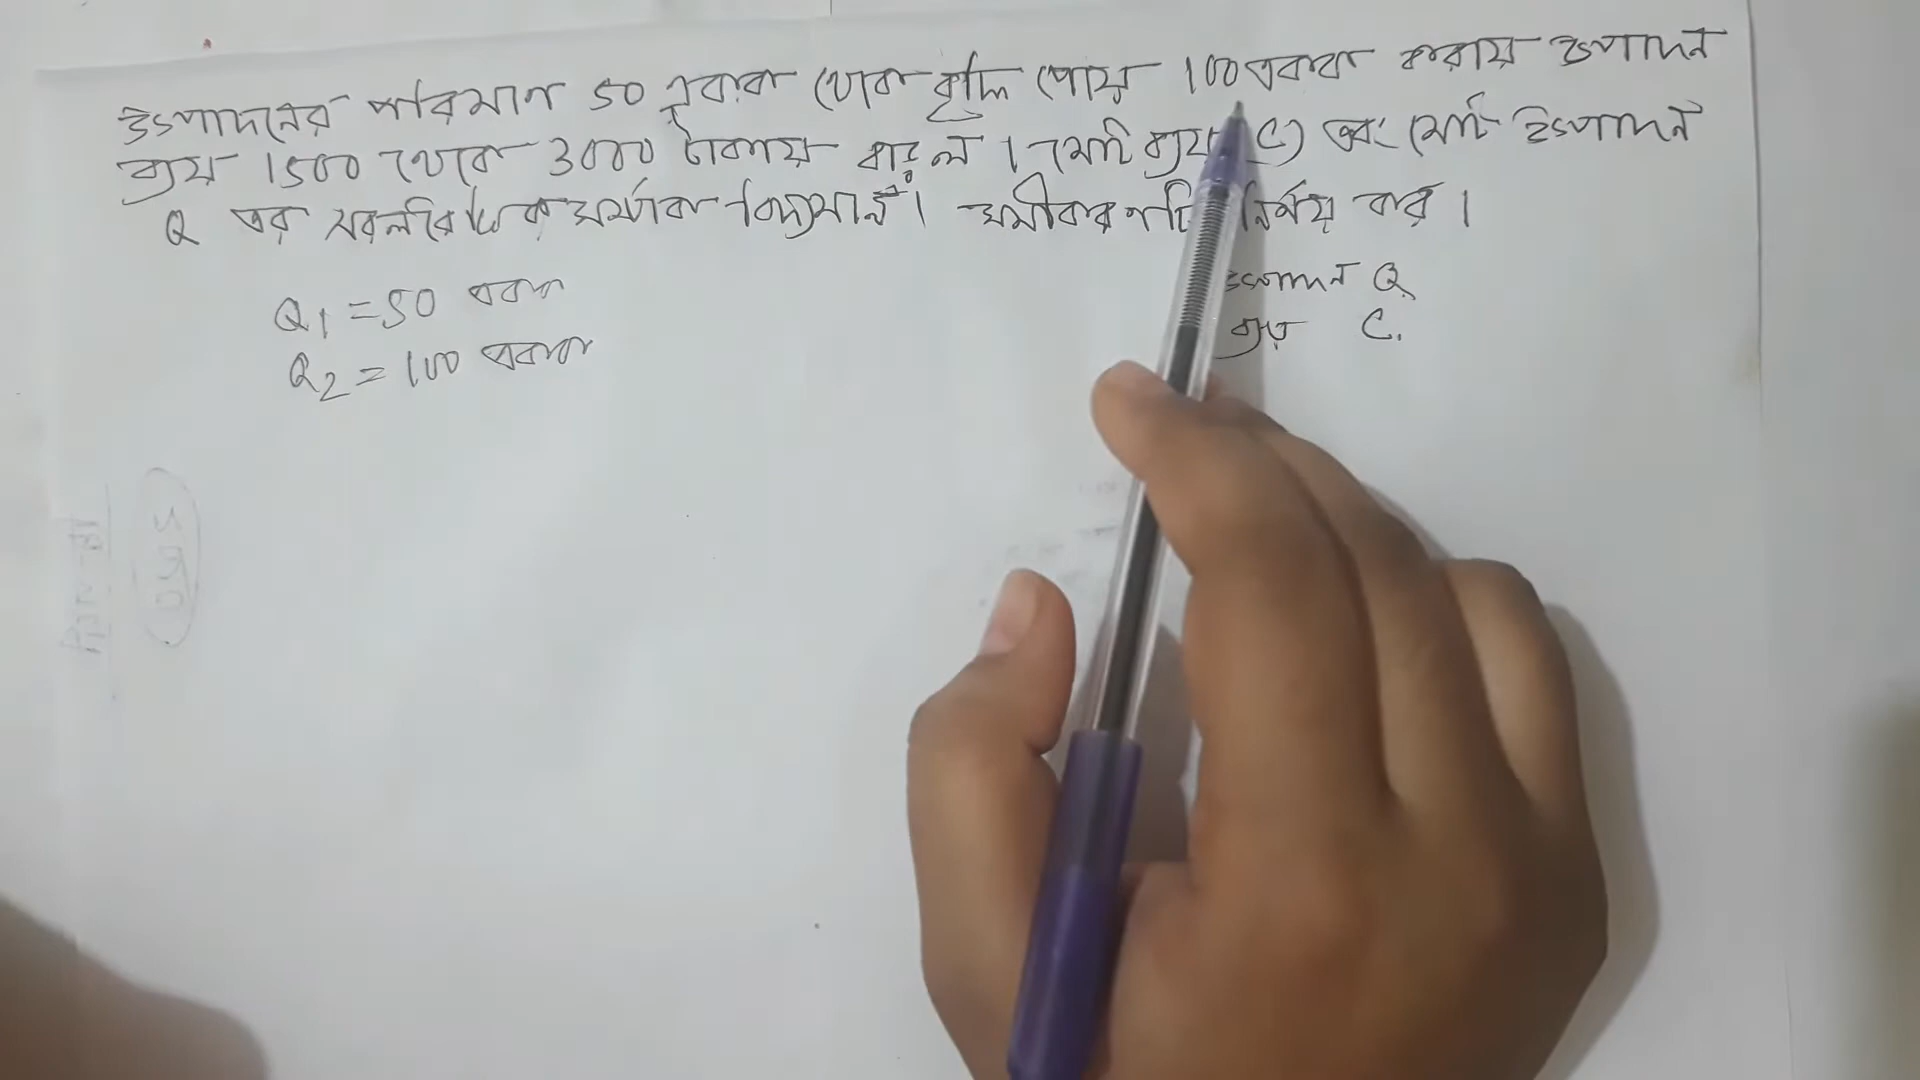 উৎপাদনের পরিমান 50 একক থেকে বৃদ্ধি পেয়ে 100 একক করায় উৎপাদন
ব্যয় 1500 থেকে 3000 টাকায় বাড়ল। মোট ব্যয় (C) এবং মোট উৎপাদন
Q এর সরলরৈখিক সম্পর্ক বিদ্যমান। সমীকরণটি নির্ণয় কর।
উৎপাদন Q
Q1 = 50 একক
ব্যয় C.
Q2 = 100 একক